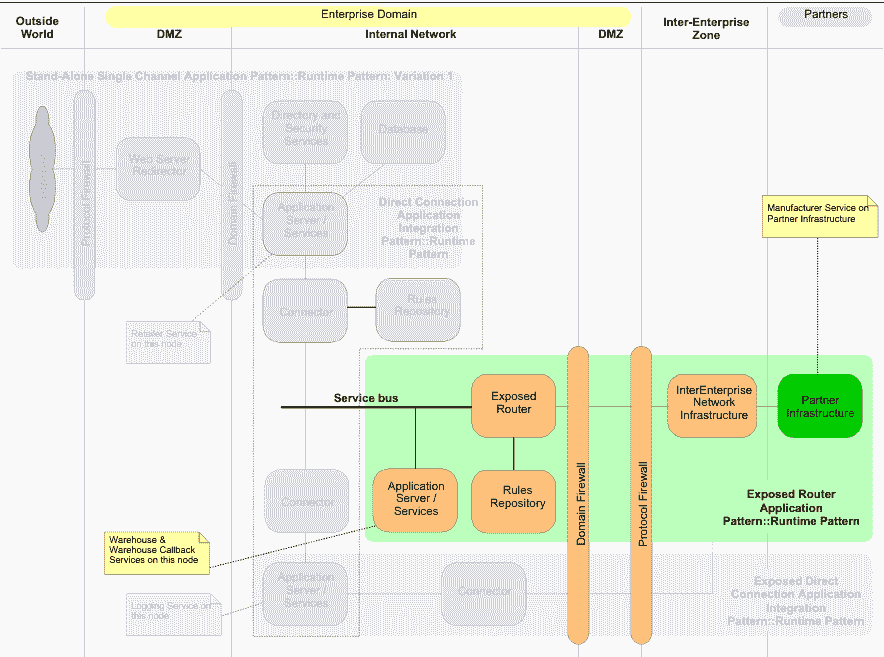 Enterprise Domain
Partners
Outside
World
DMZ
Internal Network
DMZ
Inter-Enterprise
Zone
Stand-Alone Single Channel Application Pattern::Runtime Pattern: Variation 1
Protocol Firewall
Web Server
Redirector
Domain Firewall
Directory and
Security
Services
Database
Application
Server /
Services
Direct Connection
Application
Integration
Pattern::Runtime
Pattern
Manufacturer Service on
Partner Infrastructure
Connector
Rules
Repository
Retailer Service
on this node
Service bus
Exposed
Router
InterEnterprise
Network
Infrastructure
Partner
Infrastructure
Connector
Application
Server /
Services
Rules
Repository
Domain Firewall
Protocol Firewall
Exposed Router
Application
Pattern::Runtime Pattern
Warehouse &
Warehouse Callback
Services on this node
Application
Server /
Services
Connector
Exposed Direct
Connection Application
Integration
Pattern::Runtime Pattern
Logging Service on
this node